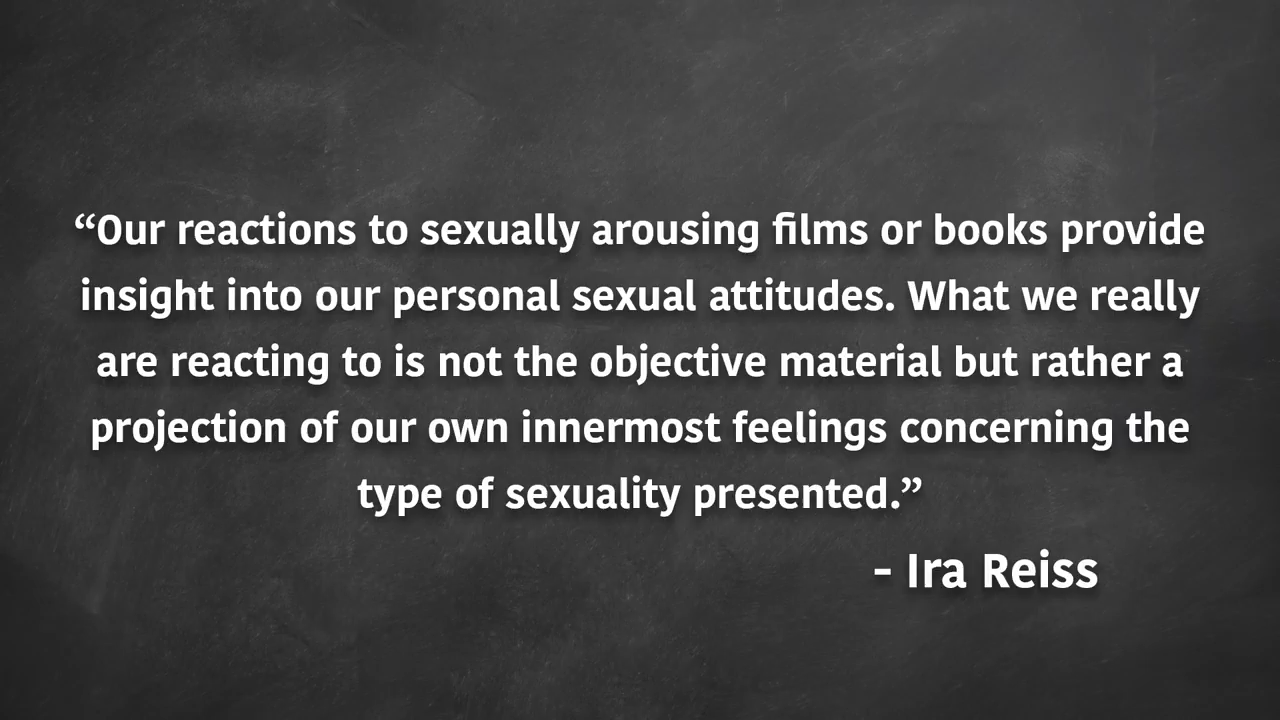 “Our reactions to sexually arousing films or books provide
insight into our personal sexual attitudes. What we really
are reacting to is not the objective material but rather a
projection of our own innermost feelings concerning the
type of sexuality presented.”
- Ira Reiss